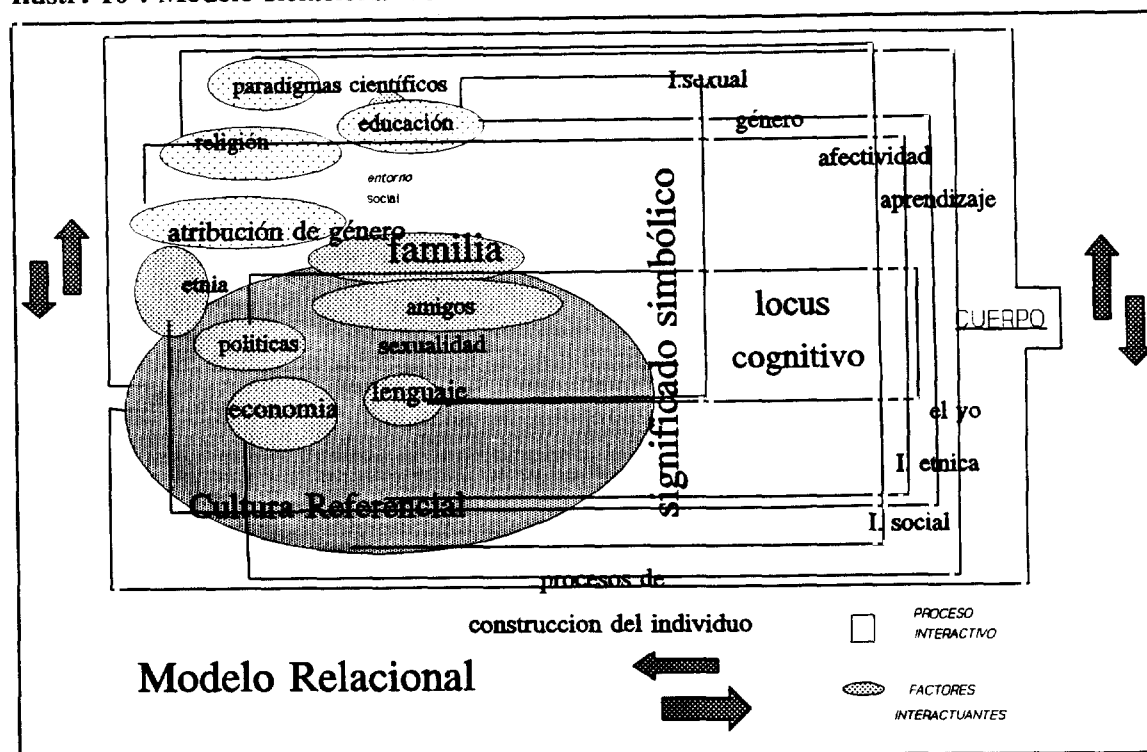 paradigmas científicos
I.sexual
educación
género
religión
afectividad
entorno
social
aprendizaje
atribución de género
familia
etnia
amigos
significado simbólico
locus
cognitivo
CUERPO
politicas
sexualidad
lenguaje
economia
el yo
I. etnica
Cultura Referencial
I. social
procesos de
construccion del individuo
PROCESO
INTERACTIVO
Modelo Relacional
FACTORES
INTERACTUANTES